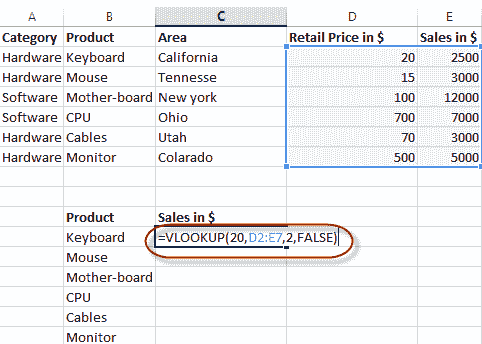 A B C D E
Category Product Area Retail Price in $ Sales in $
Hardware Keyboard California 20 2500
Hardware Mouse Tennesse 15 3000
Software Mother-board New york 100 12000
Software CPU Ohio 700 7000
Hardware Cables Utah 70 3000
Hardware Monitor Colarado 500 5000
Product Sales in $
Keyboard =VLOOKUP(20,D2:E7,2,FALSE)
Mouse
Mother-board
CPU
Cables
Monitor